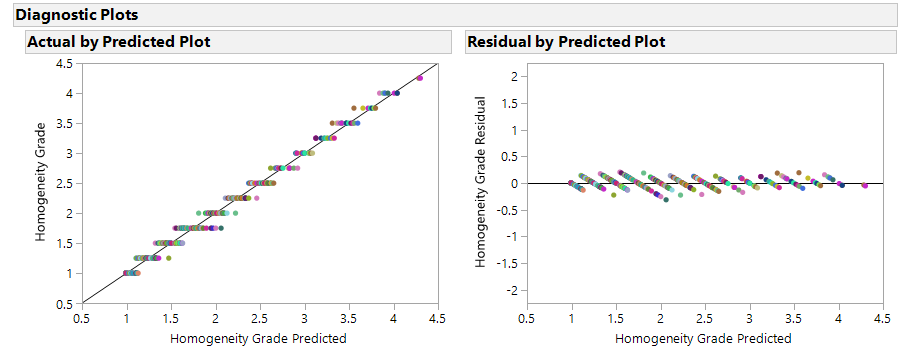 Diagnostic Plots
Actual by Predicted Plot
Residual by Predicted Plot
Homogeneity Grade
4.5
4
3.5
3
2.5
2
1.5
1
0.5
0.5 1 1.5 2 2.5 3 3.5 4 4.5
Homogeneity Grade Predicted
Homogeneity Grade Residual
2
1.5
1
0.5
0
-0.5
-1
-1.5
-2
0.5 1 1.5 2 2.5 3 3.5 4 4.5
Homogeneity Grade Predicted